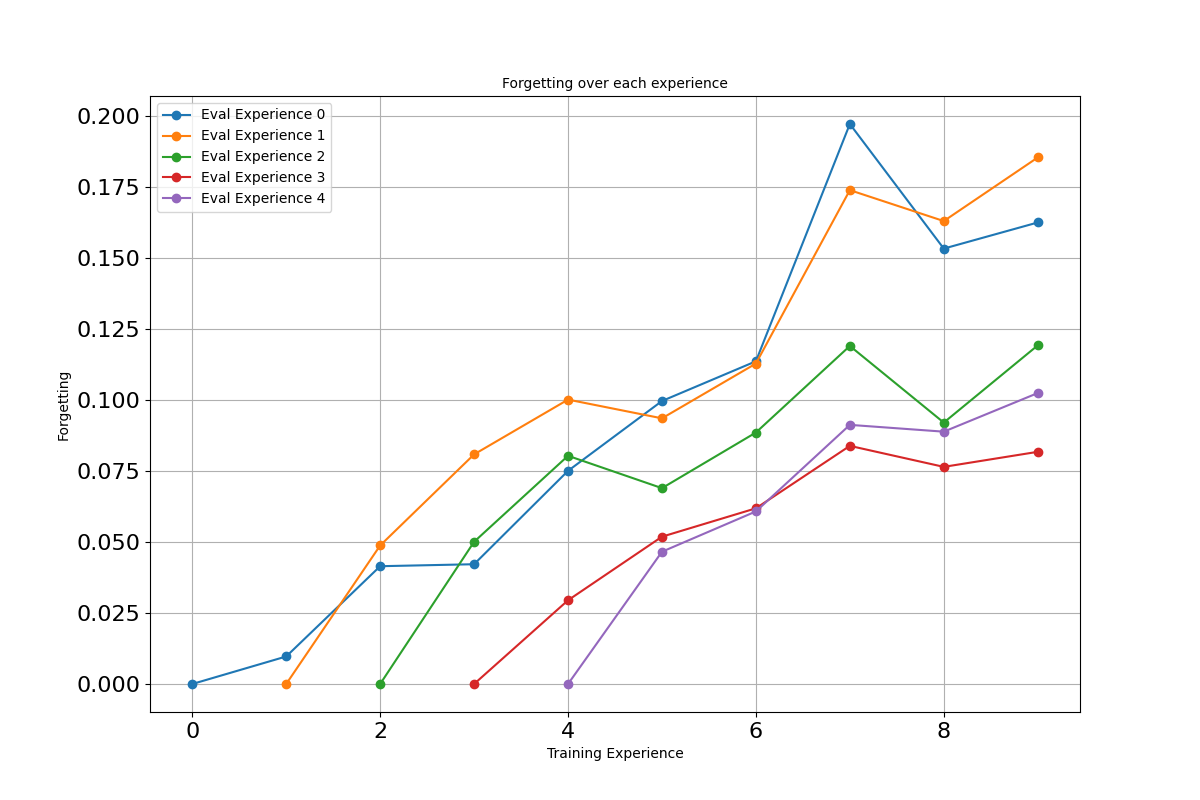 Forgetting over each experience
Eval Experience 0
Eval Experience 1
Eval Experience 2
Eval Experience 3
Eval Experience 4
0.200
0.175
0.150
0.125
0.100
0.075
0.050
0.025
0.000
Forgetting
0 2 4 6 8
Training Experience